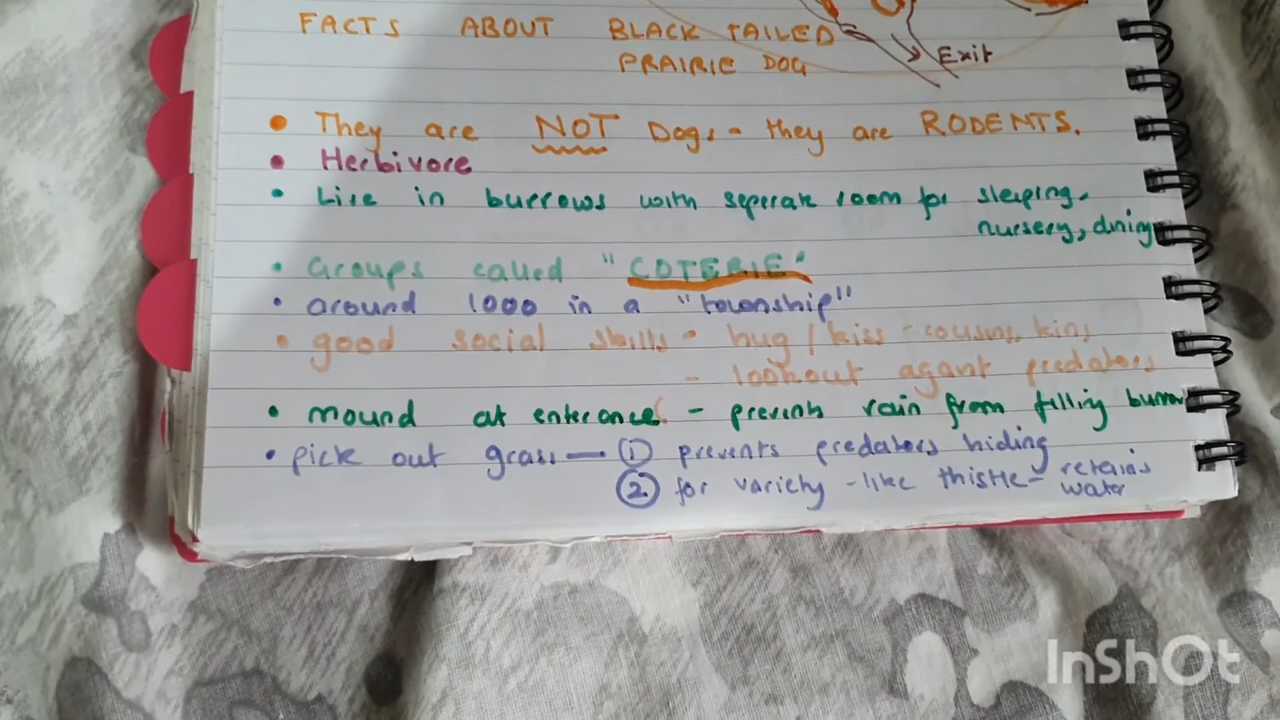 FACTS ABOUT BLACK TAILED
PRAIRIE DOG
Exit
• They are NOT Dogs - they are RODENTS.
• Herbivore
• Live in burrows with seperate room for sleeping,
nursery, dining
• Groups called "COTERIE"
• around 1000 in a "township"
• good social skills • hug / kiss - cousins, kins
- lookout agant predators
• mound at enterance - prevents rain from filling burrow
• pick out grass — ① prevents predators hiding
② for variety - like thistle - retains
water
InShOt